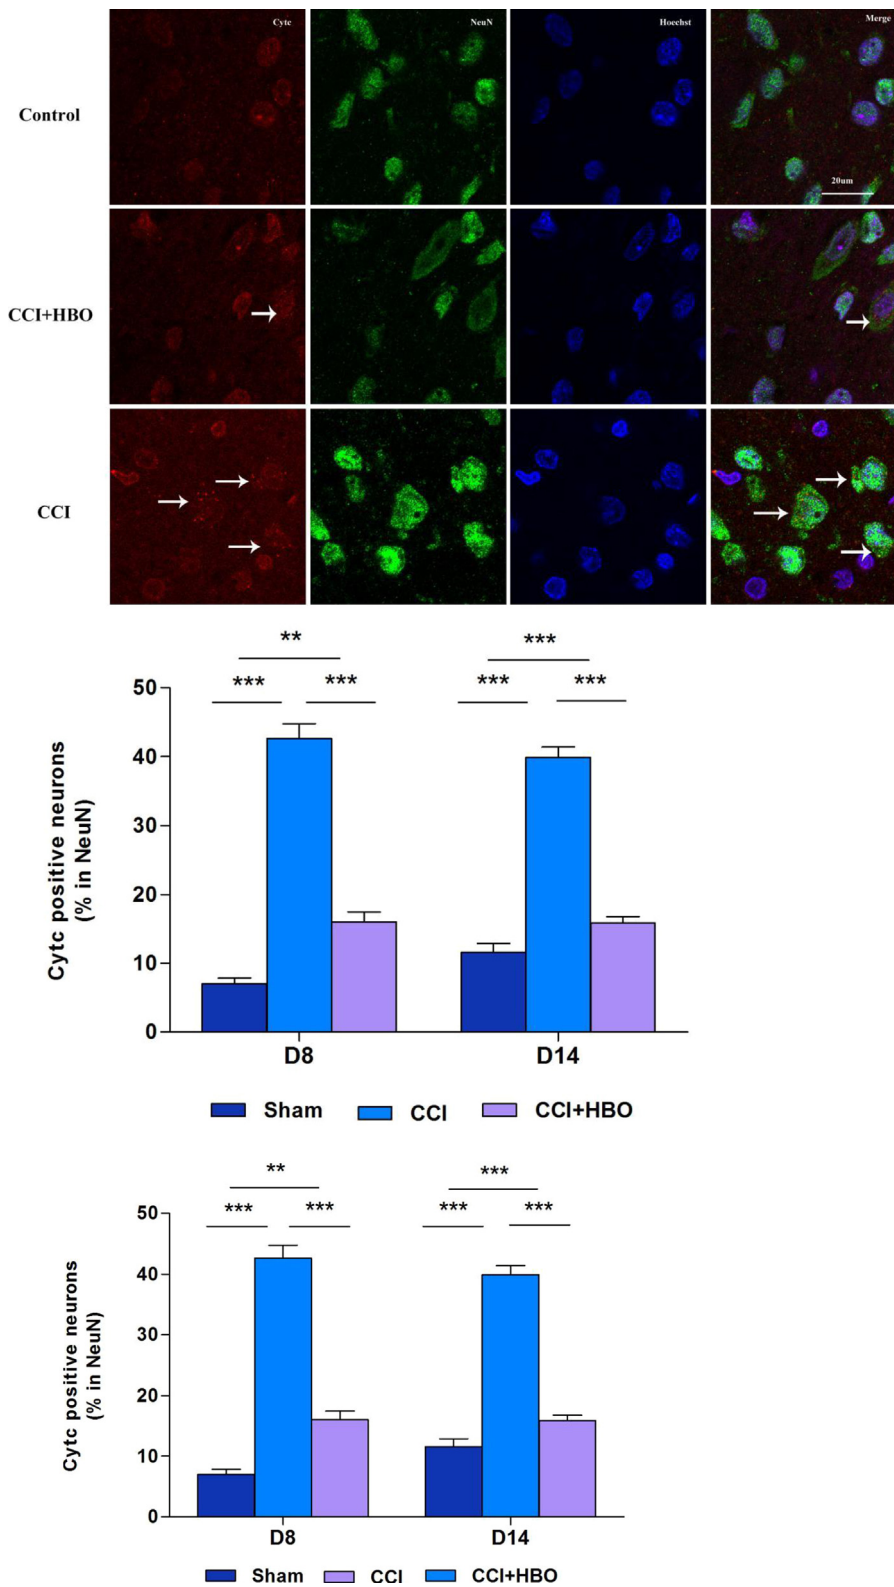 Cytc NeuN Hoechst Merge
Control
20um
CCI+HBO
CCI
** ***
*** *** *** ***
50
40
30
20
10
0
Cytc positive neurons
(% in NeuN)
D8 D14
Sham CCI CCI+HBO
** ***
*** *** *** ***
50
40
30
20
10
0
Cytc positive neurons
(% in NeuN)
D8 D14
Sham CCI CCI+HBO